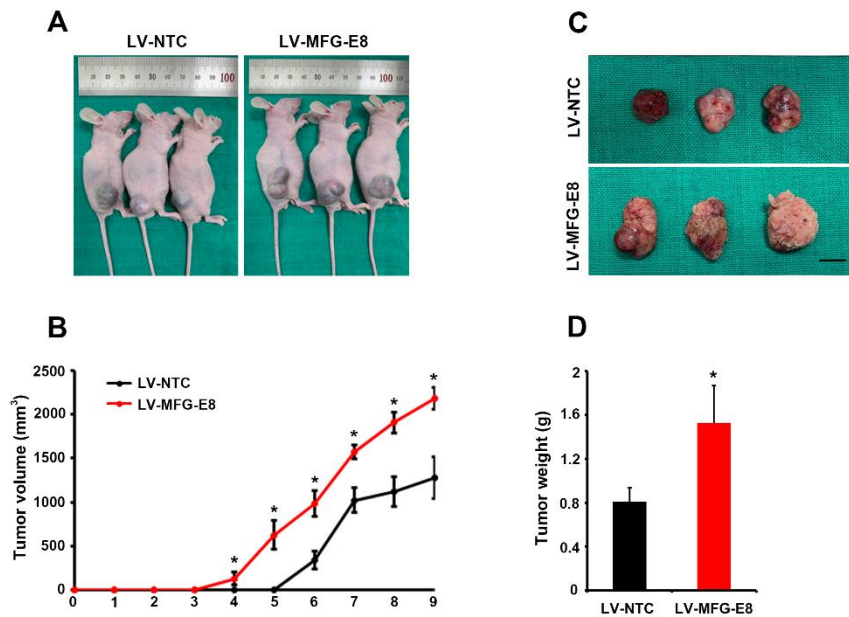 A
LV-NTC
LV-MFG-E8
10 50 100
100
C
LV-NTC
LV-MFG-E8
B
Tumor volume (mm³)
2500
2000
1500
1000
500
0
LV-NTC
LV-MFG-E8
*
*
*
*
*
*
0 1 2 3 4 5 6 7 8 9
D
Tumor weight (g)
2
1.6
1.2
0.8
0.4
0
*
LV-NTC LV-MFG-E8